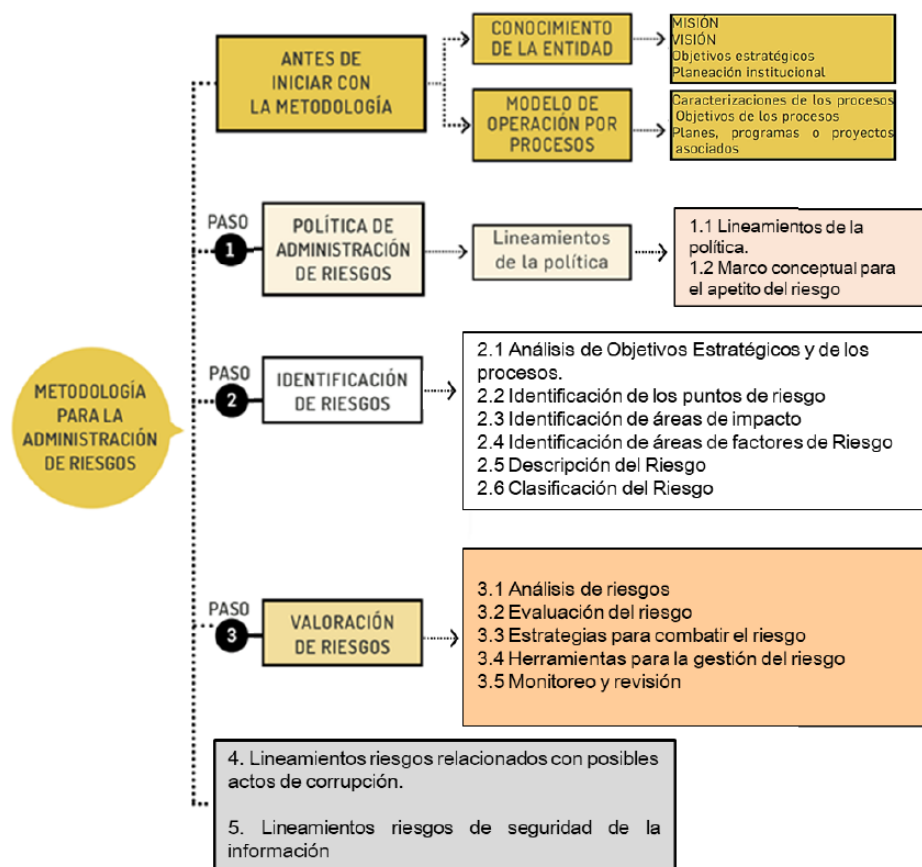 METODOLOGÍA
PARA LA
ADMINISTRACIÓN
DE RIESGOS
ANTES DE
INICIAR CON
LA METODOLOGÍA
CONOCIMIENTO
DE LA ENTIDAD
MISIÓN
VISIÓN
Objetivos estratégicos
Planeación institucional
MODELO DE
OPERACIÓN POR
PROCESOS
Caracterizaciones de los procesos
Objetivos de los procesos
Planes, programas o proyectos
asociados
PASO
1
POLÍTICA DE
ADMINISTRACIÓN
DE RIESGOS
Lineamientos
de la política
1.1 Lineamientos de la
política.
1.2 Marco conceptual para
el apetito del riesgo
PASO
2
IDENTIFICACIÓN
DE RIESGOS
2.1 Análisis de Objetivos Estratégicos y de los
procesos.
2.2 Identificación de los puntos de riesgo
2.3 Identificación de áreas de impacto
2.4 Identificación de áreas de factores de Riesgo
2.5 Descripción del Riesgo
2.6 Clasificación del Riesgo
PASO
3
VALORACIÓN
DE RIESGOS
3.1 Análisis de riesgos
3.2 Evaluación del riesgo
3.3 Estrategias para combatir el riesgo
3.4 Herramientas para la gestión del riesgo
3.5 Monitoreo y revisión
4. Lineamientos riesgos relacionados con posibles
actos de corrupción.
5. Lineamientos riesgos de seguridad de la
información